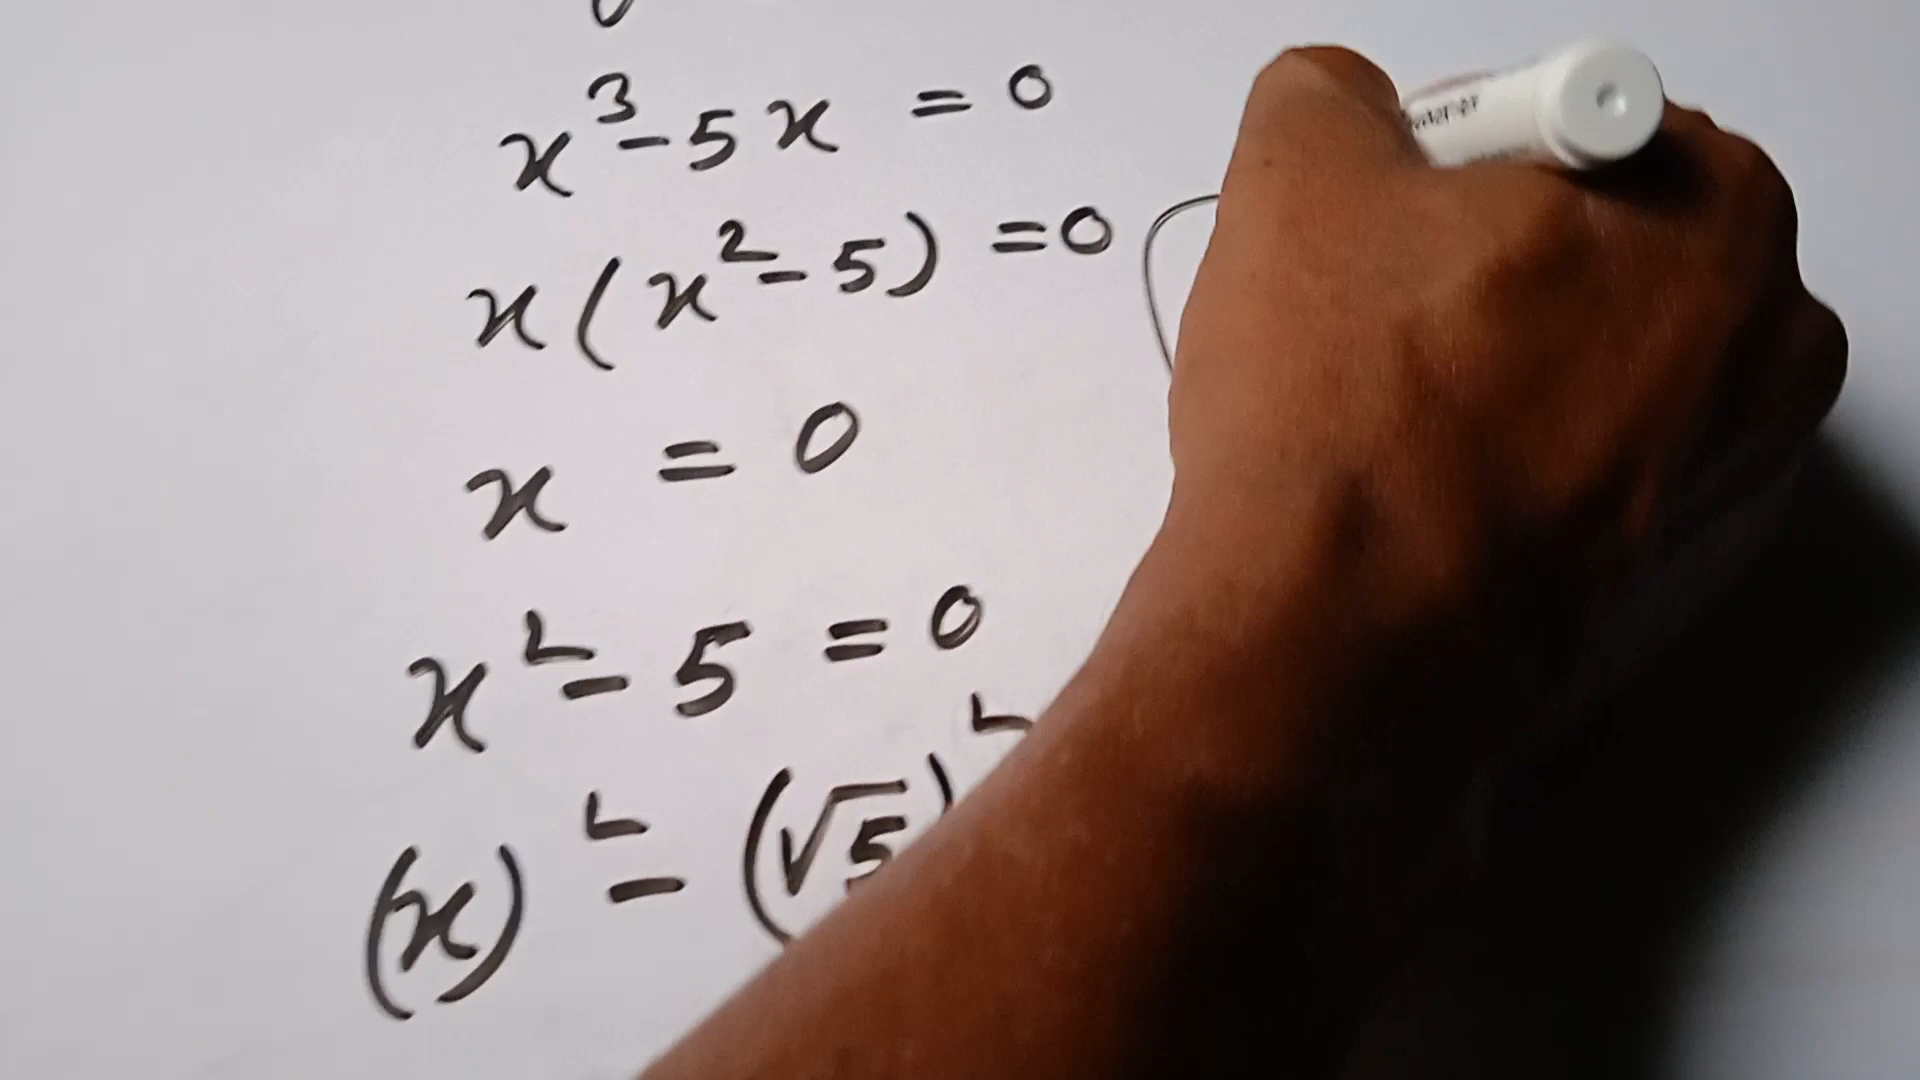 x³ - 5x = 0
x(x² - 5) = 0
x = 0
x² - 5 = 0
(x)² - (√5)²